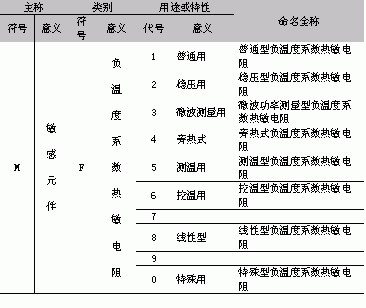 主称 类别 用途或特性 命名全称
符号 意义 符号 意义 代号 意义
M 敏感元件 F 负温度系数热敏电阻
1 普通用 普通型负温度系数热敏电阻
2 稳压用 稳压型负温度系数热敏电阻
3 微波测量用 微波功率测量型负温度系数热敏电阻
4 旁热式 旁热式负温度系数热敏电阻
5 测温用 测温型负温度系数热敏电阻
6 控温用 控温型负温度系数热敏电阻
7
8 线性型 线性型负温度系数热敏电阻
9
0 特殊用 特殊型负温度系数热敏电阻